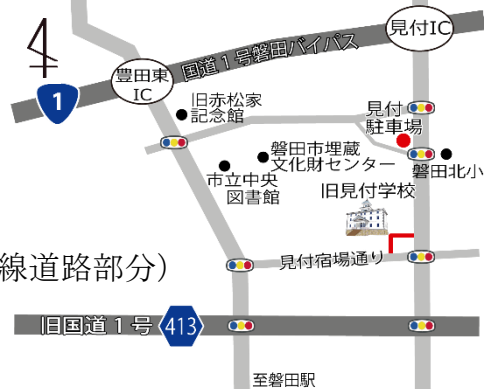 見付IC
国道1号磐田バイパス
豊田東
IC
1
旧赤松家
記念館
見付
駐車場
磐田市埋蔵
文化財センター
磐田北小
市立中央
図書館
旧見付学校
線道路部分）
見付宿場通り
旧国道1号
413
至磐田駅